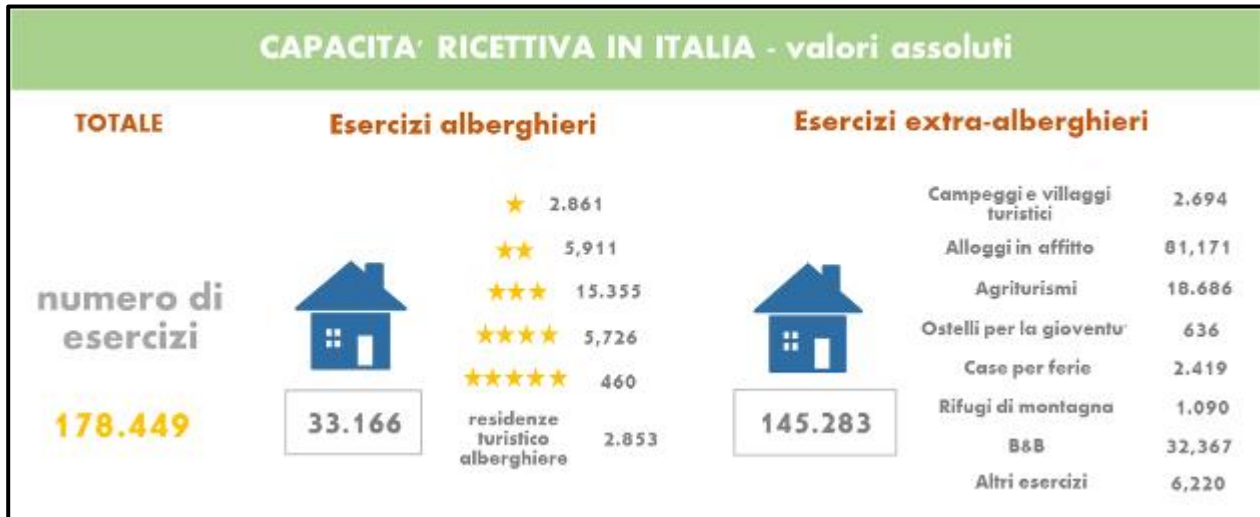 CAPACITA' RICETTIVA IN ITALIA - valori assoluti
TOTALE
numero di
esercizi
178.449
Esercizi alberghieri
33.166
2.861
5,911
15.355
5,726
460
residenze
turistico
alberghiere
2.853
Esercizi extra-alberghieri
145.283
Campeggi e villaggi
turistici
2.694
Alloggi in affitto 81,171
Agriturismi 18.686
Ostelli per la gioventu' 636
Case per ferie 2.419
Rifugi di montagna 1.090
B&B 32,367
Altri esercizi 6,220